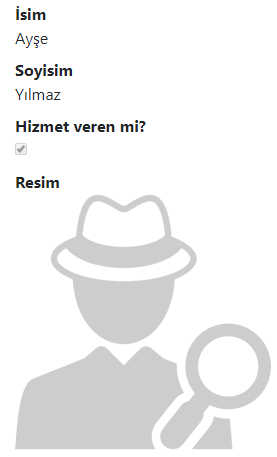 İsim
Ayşe
Soyisim
Yılmaz
Hizmet veren mi?
Resim